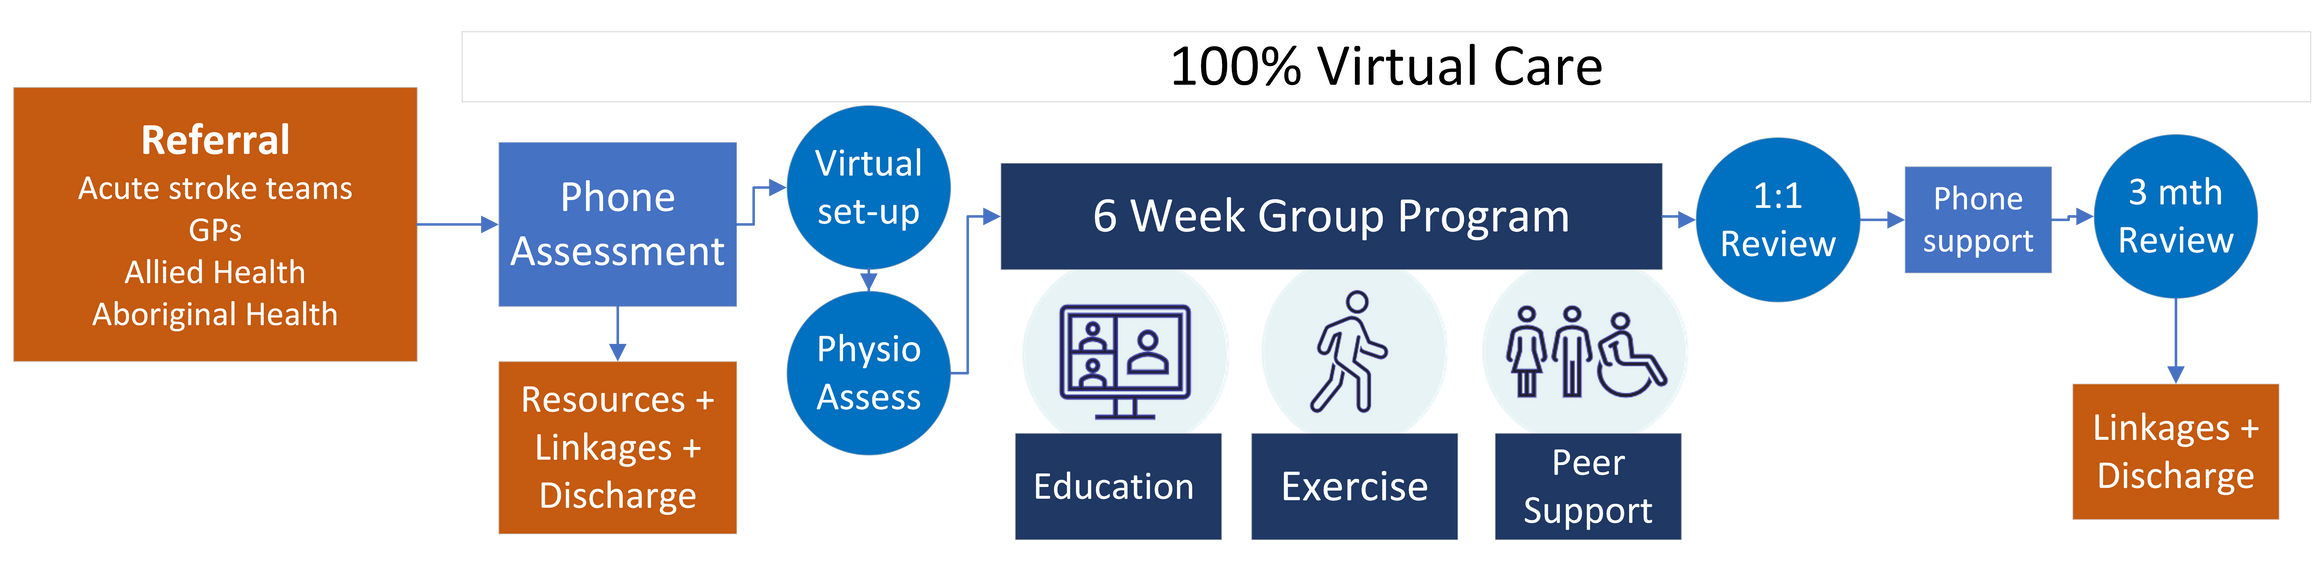 100% Virtual Care
Referral
Acute stroke teams
GPs
Allied Health
Aboriginal Health
Phone
Assessment
Resources +
Linkages +
Discharge
Virtual
set-up
Physio
Assess
6 Week Group Program
Education
Exercise
Peer
Support
1:1
Review
Phone
support
3 mth
Review
Linkages +
Discharge